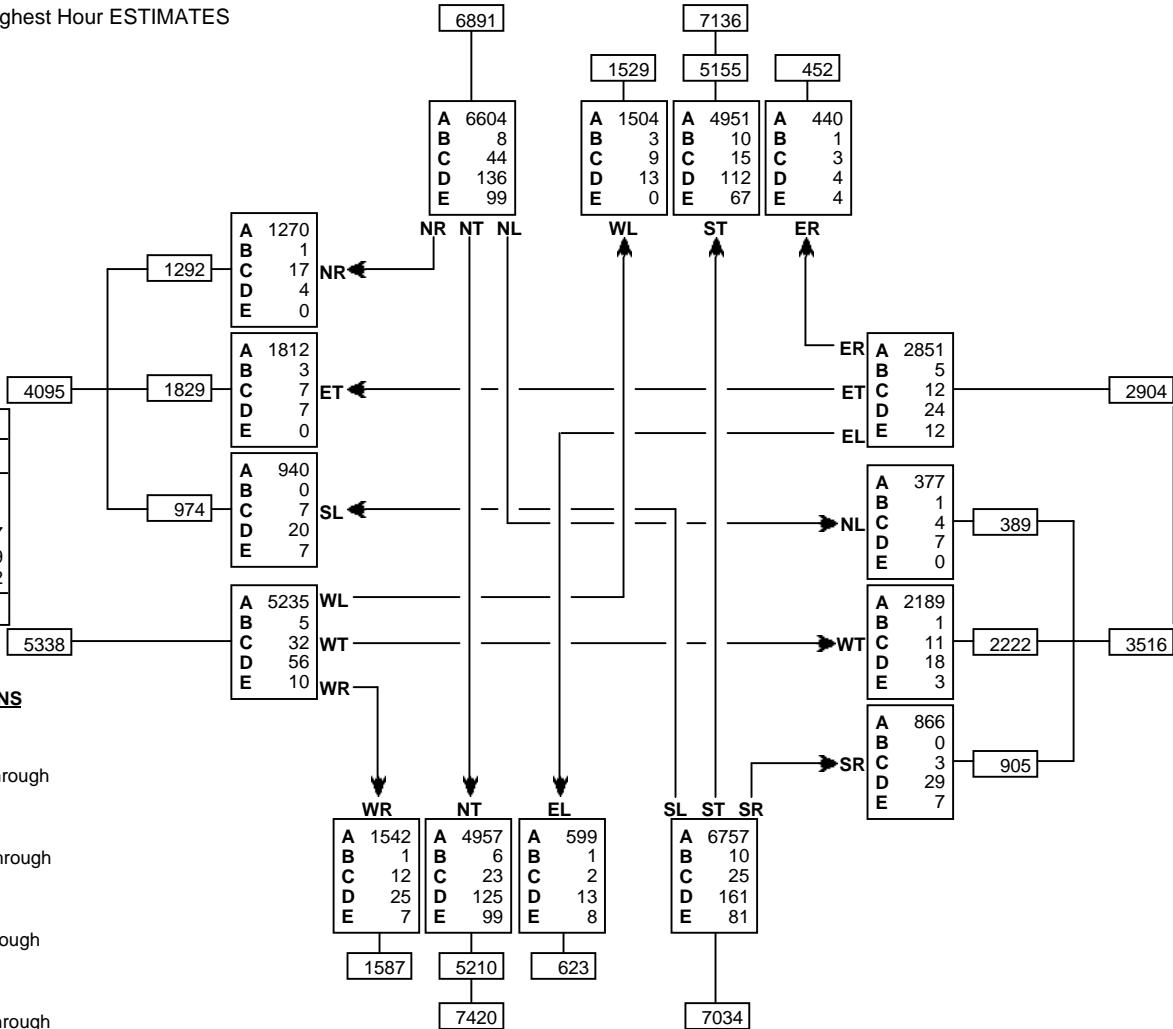 ghest Hour ESTIMATES
6891
7136
1529
5155
452
A 6604
B 8
C 44
D 136
E 99
A 1504
B 3
C 9
D 13
E 0
A 4951
B 10
C 15
D 112
E 67
A 440
B 1
C 3
D 4
E 4
NR NT NL
WL
ST
ER
1292
A 1270
B 1
C 17
D 4
E 0
NR
4095
1829
A 1812
B 3
C 7
D 7
E 0
ET
974
A 940
B 0
C 7
D 20
E 7
SL
5338
A 5235
B 5
C 32
D 56
E 10
WL
WT
WR
ER
ET
EL
A 2851
B 5
C 12
D 24
E 12
2904
NL
A 377
B 1
C 4
D 7
E 0
389
WT
A 2189
B 1
C 11
D 18
E 3
2222
3516
SR
A 866
B 0
C 3
D 29
E 7
905
NS
rough
hrough
ough
hrough
WR
NT
EL
SL ST SR
A 1542
B 1
C 12
D 25
E 7
A 4957
B 6
C 23
D 125
E 99
A 599
B 1
C 2
D 13
E 8
A 6757
B 10
C 25
D 161
E 81
1587
5210
623
7420
7034